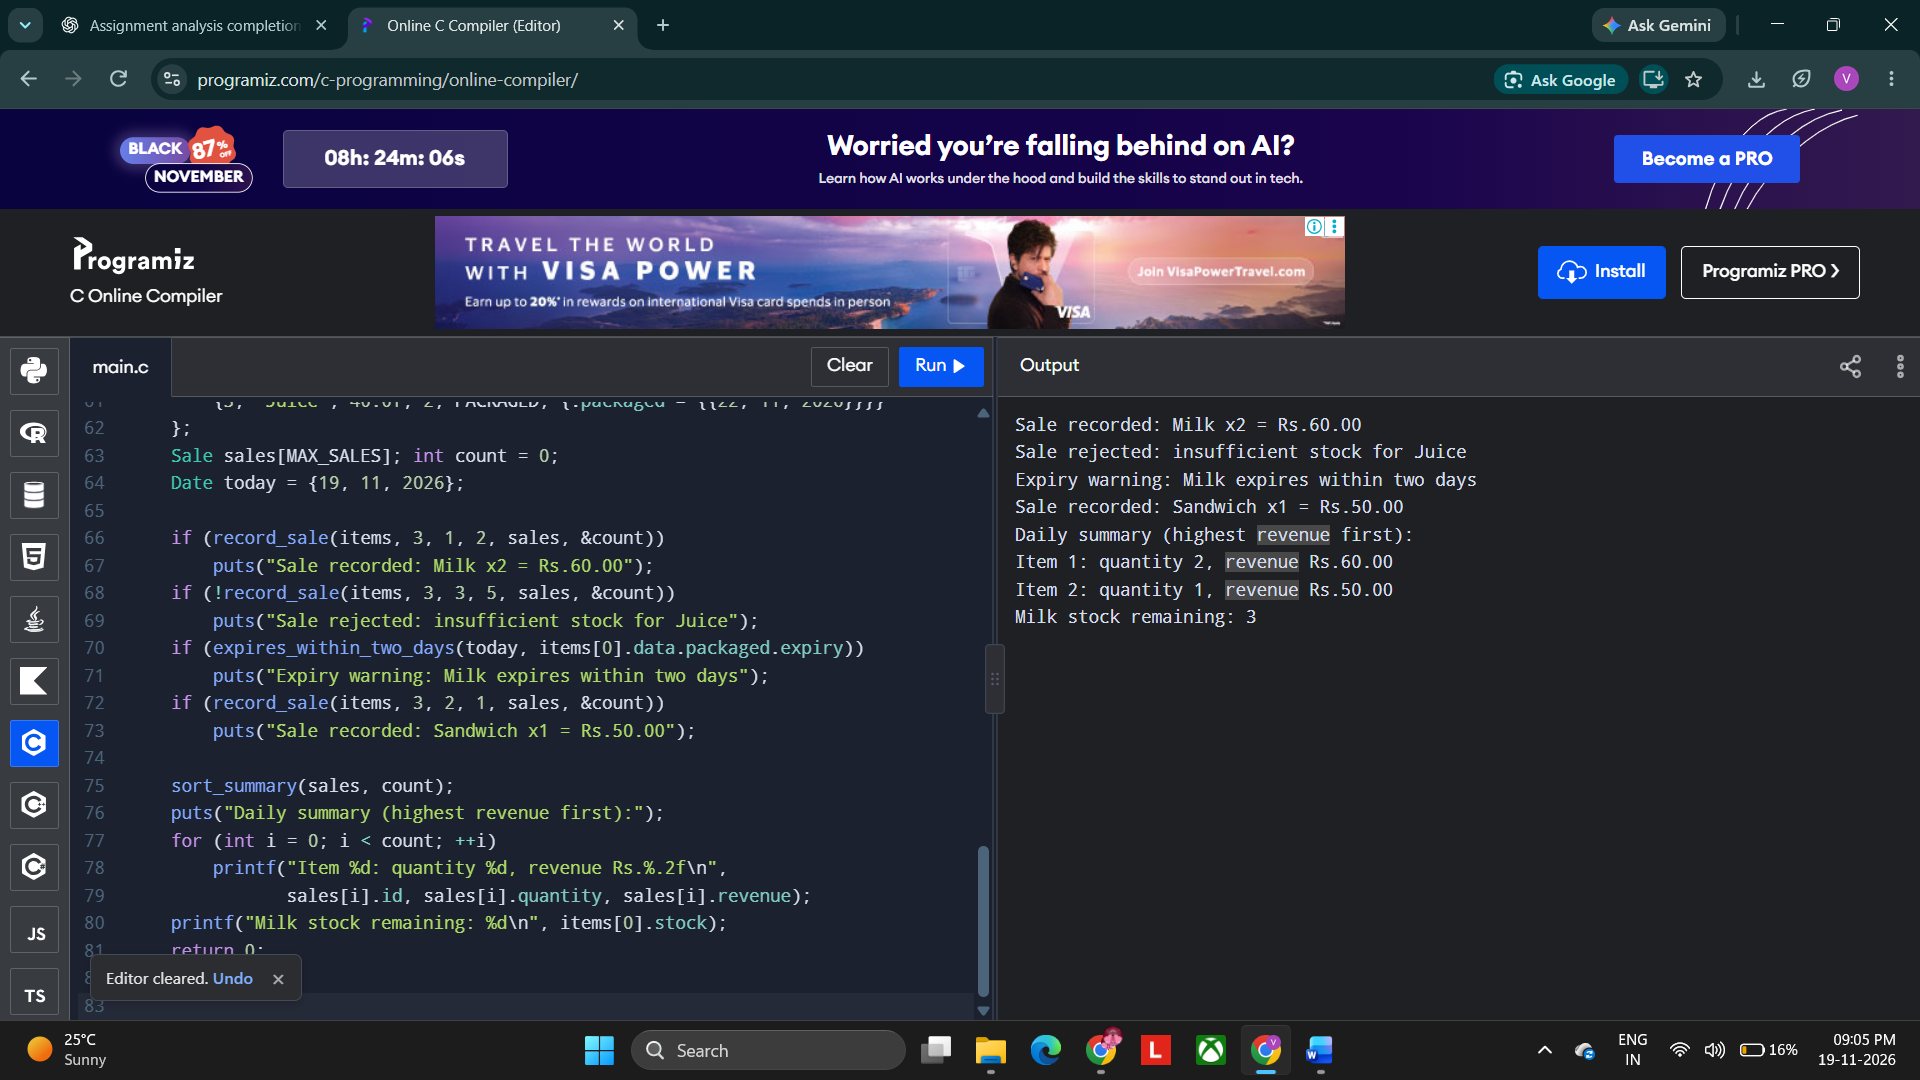 Assignment analysis completion
Online C Compiler (Editor)
Ask Gemini
programiz.com/c-programming/online-compiler/
Ask Google
V
BLACK
87% OFF
NOVEMBER
08h: 24m: 06s
Worried you're falling behind on AI?
Learn how AI works under the hood and build the skills to stand out in tech.
Become a PRO
Programiz
C Online Compiler
TRAVEL THE WORLD
WITH VISA POWER
Earn up to 20%* in rewards on international Visa card spends in person
Join VisaPowerTravel.com
VISA
Install
Programiz PRO >
main.c
Clear
Run
Output
61 {3, "Juice", 40.0f, 2, PACKAGED, {.packaged = {{22, 11, 2026}}}}
62 };
63 Sale sales[MAX_SALES]; int count = 0;
64 Date today = {19, 11, 2026};
65
66 if (record_sale(items, 3, 1, 2, sales, &count))
67 puts("Sale recorded: Milk x2 = Rs.60.00");
68 if (!record_sale(items, 3, 3, 5, sales, &count))
69 puts("Sale rejected: insufficient stock for Juice");
70 if (expires_within_two_days(today, items[0].data.packaged.expiry))
71 puts("Expiry warning: Milk expires within two days");
72 if (record_sale(items, 3, 2, 1, sales, &count))
73 puts("Sale recorded: Sandwich x1 = Rs.50.00");
74
75 sort_summary(sales, count);
76 puts("Daily summary (highest revenue first):");
77 for (int i = 0; i < count; ++i)
78 printf("Item %d: quantity %d, revenue Rs.%.2f\n",
79 sales[i].id, sales[i].quantity, sales[i].revenue);
80 printf("Milk stock remaining: %d\n", items[0].stock);
81 return 0;
83
Editor cleared. Undo
Sale recorded: Milk x2 = Rs.60.00
Sale rejected: insufficient stock for Juice
Expiry warning: Milk expires within two days
Sale recorded: Sandwich x1 = Rs.50.00
Daily summary (highest revenue first):
Item 1: quantity 2, revenue Rs.60.00
Item 2: quantity 1, revenue Rs.50.00
Milk stock remaining: 3
JS
TS
25°C
Sunny
Search
L
ENG
IN
16%
09:05 PM
19-11-2026